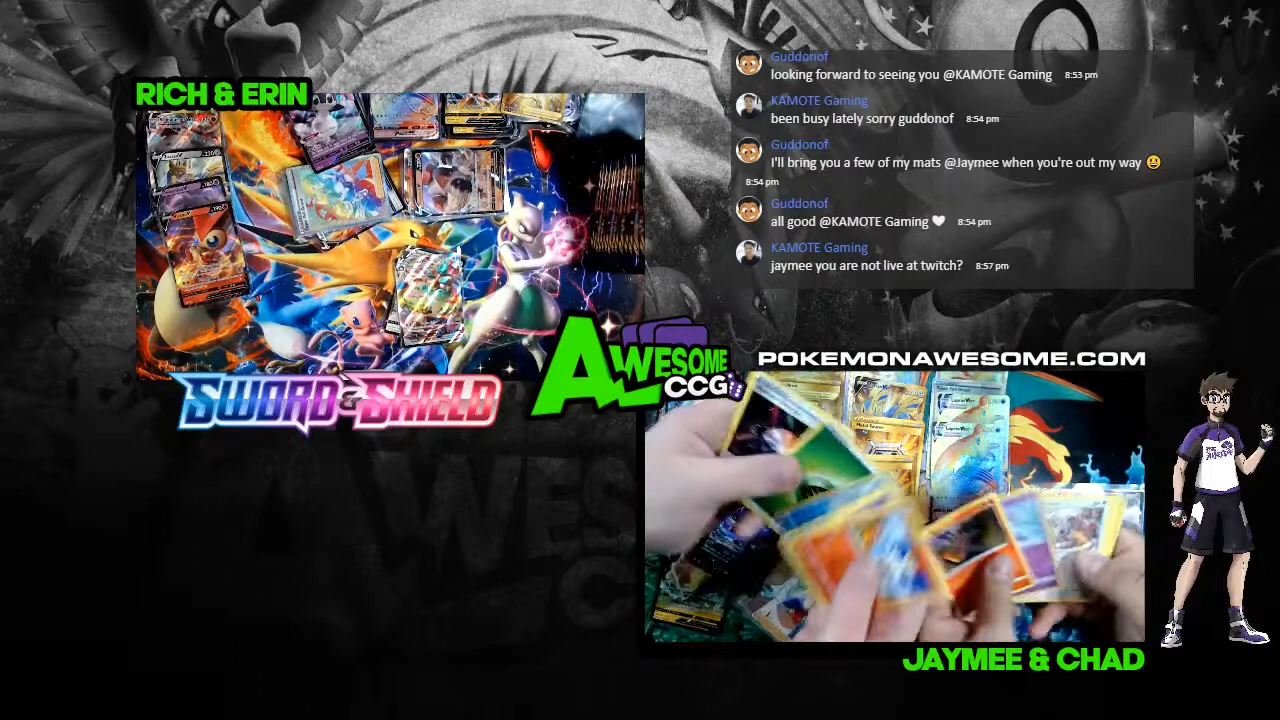 RICH & ERIN
Guddonof
looking forward to seeing you @KAMOTE Gaming 8:53 pm
KAMOTE Gaming
been busy lately sorry guddonof 8:54 pm
Guddonof
I'll bring you a few of my mats @Jaymee when you're out my way 😃
8:54 pm
Guddonof
all good @KAMOTE Gaming 🤍 8:54 pm
KAMOTE Gaming
jaymee you are not live at twitch? 8:57 pm
AWESOME
CCG
POKEMONAWESOME.COM
SWORD & SHIELD
Metal Saucer
AWES
JAYMEE & CHAD